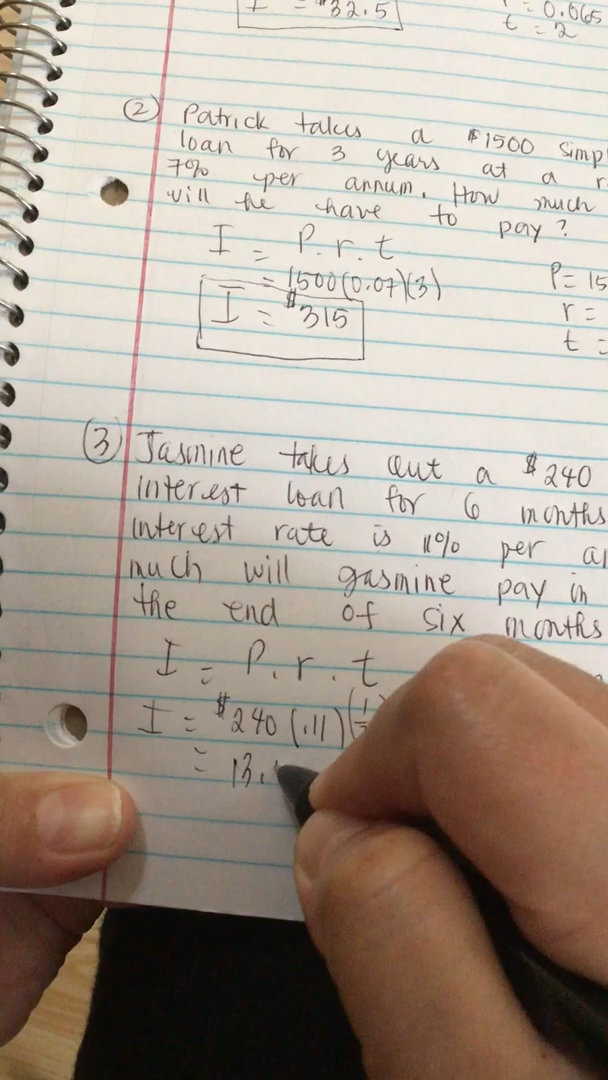 I = $32.5
r = 0.065
t = 2
② Patrick takes a $1500 simpl
loan for 3 years at a r
7% per annum. How much
will he have to pay?
I = P.r.t
= 1500(0.07)(3)
P = 15
I = $315
r =
t =
③ Jasmine takes out a $240
interest loan for 6 months
interest rate is 11% per an
much will gasmine pay in
the end of six months
I = P.r.t
I = $240 (.11)
= 13.